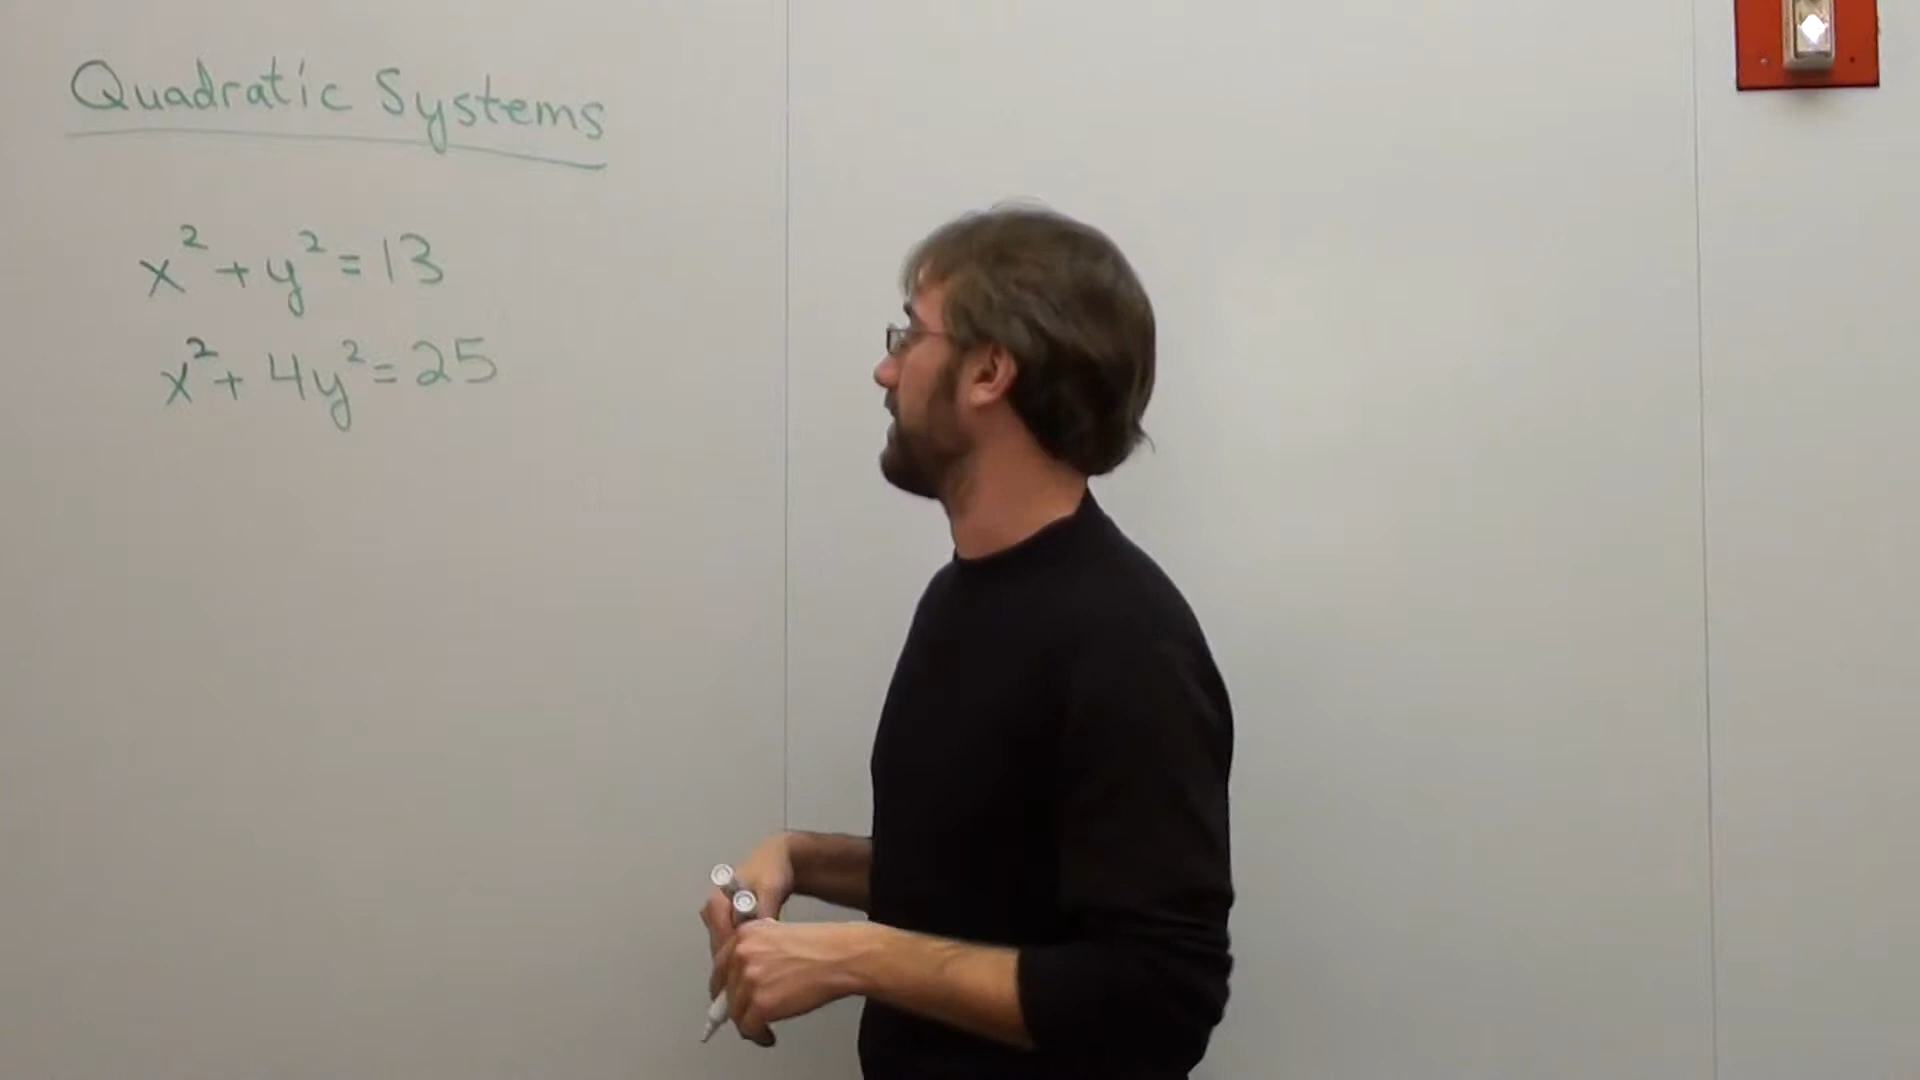 Quadratic Systems
x² + y² = 13
x² + 4y² = 25